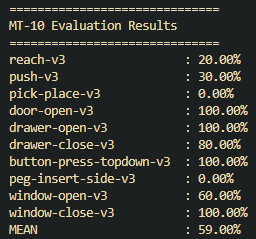 ==============================
MT-10 Evaluation Results
==============================
reach-v3 : 20.00%
push-v3 : 30.00%
pick-place-v3 : 0.00%
door-open-v3 : 100.00%
drawer-open-v3 : 100.00%
drawer-close-v3 : 80.00%
button-press-topdown-v3 : 100.00%
peg-insert-side-v3 : 0.00%
window-open-v3 : 60.00%
window-close-v3 : 100.00%
MEAN : 59.00%